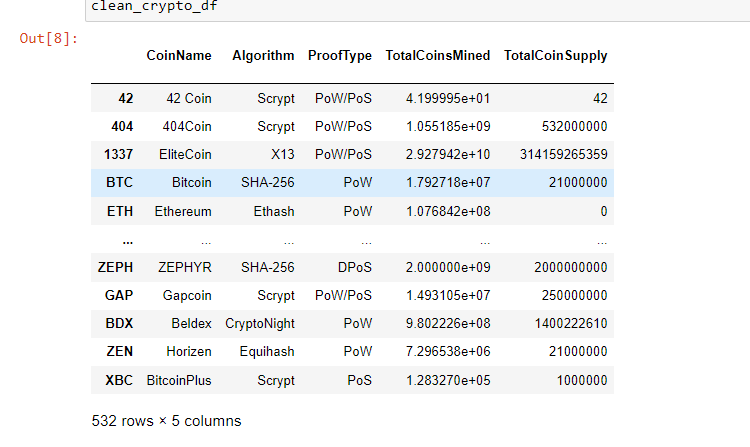 clean_crypto_df
Out[8]:
CoinName Algorithm ProofType TotalCoinsMined TotalCoinSupply
42 42 Coin Scrypt PoW/PoS 4.199995e+01 42
404 404Coin Scrypt PoW/PoS 1.055185e+09 532000000
1337 EliteCoin X13 PoW/PoS 2.927942e+10 314159265359
BTC Bitcoin SHA-256 PoW 1.792718e+07 21000000
ETH Ethereum Ethash PoW 1.076842e+08 0
... ... ... ... ... ...
ZEPH ZEPHYR SHA-256 DPoS 2.000000e+09 2000000000
GAP Gapcoin Scrypt PoW/PoS 1.493105e+07 250000000
BDX Beldex CryptoNight PoW 9.802226e+08 1400222610
ZEN Horizen Equihash PoW 7.296538e+06 21000000
XBC BitcoinPlus Scrypt PoS 1.283270e+05 1000000
532 rows × 5 columns